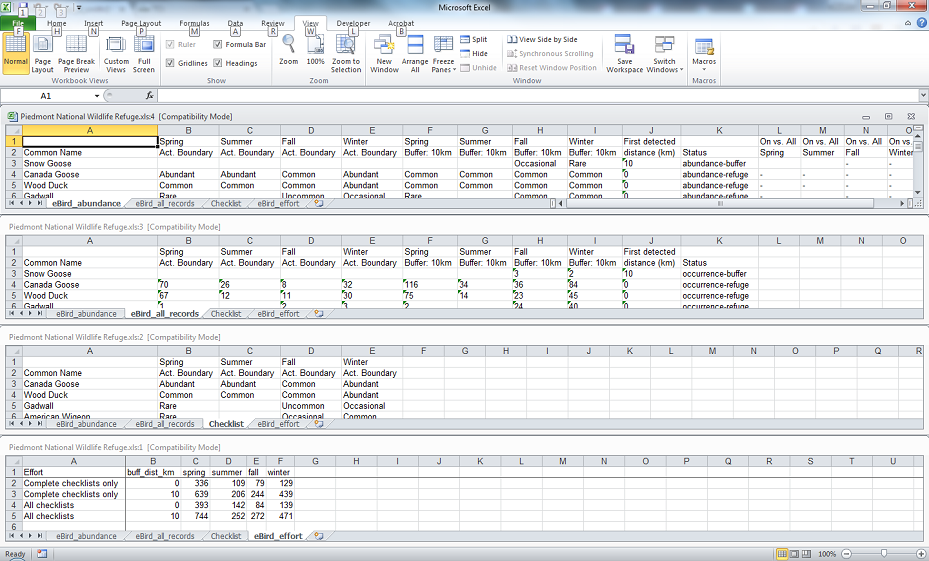 Microsoft Excel
1 2 3
File Home Insert Page Layout Formulas Data Review View Developer Acrobat
F H N P M A R W L B
Normal Page Layout Page Break Preview Custom Views Full Screen
Workbook Views
Ruler Formula Bar
Gridlines Headings
Show
Zoom 100% Zoom to Selection
Zoom
New Window Arrange All Freeze Panes
Split
Hide
Unhide
View Side by Side
Synchronous Scrolling
Reset Window Position
Window
Save Workspace Switch Windows
Macros
Macros
A1 fx
Piedmont National Wildlife Refuge.xls:4 [Compatibility Mode]
A B C D E F G H I J K L M N O
1 Spring Summer Fall Winter Spring Summer Fall Winter First detected On vs. All On vs. All On vs. All On vs.
2 Common Name Act. Boundary Act. Boundary Act. Boundary Act. Boundary Buffer: 10km Buffer: 10km Buffer: 10km Buffer: 10km distance (km) Status Spring Summer Fall Winter
3 Snow Goose Occasional Rare 10 abundance-buffer - -
4 Canada Goose Abundant Abundant Common Abundant Common Common Common Common 0 abundance-refuge - - - -
5 Wood Duck Common Common Common Abundant Common Common Common Common 0 abundance-refuge - - - -
6 Gadwall Rare Uncommon Occasional Rare Common Common 0 abundance-refuge
eBird_abundance eBird_all_records Checklist eBird_effort
Piedmont National Wildlife Refuge.xls:3 [Compatibility Mode]
A B C D E F G H I J K L M N O
1 Spring Summer Fall Winter Spring Summer Fall Winter First detected
2 Common Name Act. Boundary Act. Boundary Act. Boundary Act. Boundary Buffer: 10km Buffer: 10km Buffer: 10km Buffer: 10km distance (km) Status
3 Snow Goose 3 2 10 occurrence-buffer
4 Canada Goose 70 26 8 32 116 34 36 84 0 occurrence-refuge
5 Wood Duck 67 12 11 30 75 14 23 45 0 occurrence-refuge
6 Gadwall 1 2 3 2 24 40 0 occurrence-refuge
eBird_abundance eBird_all_records Checklist eBird_effort
Piedmont National Wildlife Refuge.xls:2 [Compatibility Mode]
A B C D E F G H I J K L M N O P Q R
1 Spring Summer Fall Winter
2 Common Name Act. Boundary Act. Boundary Act. Boundary Act. Boundary
3 Canada Goose Abundant Abundant Common Abundant
4 Wood Duck Common Common Common Abundant
5 Gadwall Rare Uncommon Occasional
6 American Wigeon Rare Occasional Common
eBird_abundance eBird_all_records Checklist eBird_effort
Piedmont National Wildlife Refuge.xls:1 [Compatibility Mode]
A B C D E F G H I J K L M N O P Q R S T U
1 Effort buff_dist_km spring summer fall winter
2 Complete checklists only 0 336 109 79 129
3 Complete checklists only 10 639 206 244 439
4 All checklists 0 393 142 84 139
5 All checklists 10 744 252 272 471
6
eBird_abundance eBird_all_records Checklist eBird_effort
Ready 100%